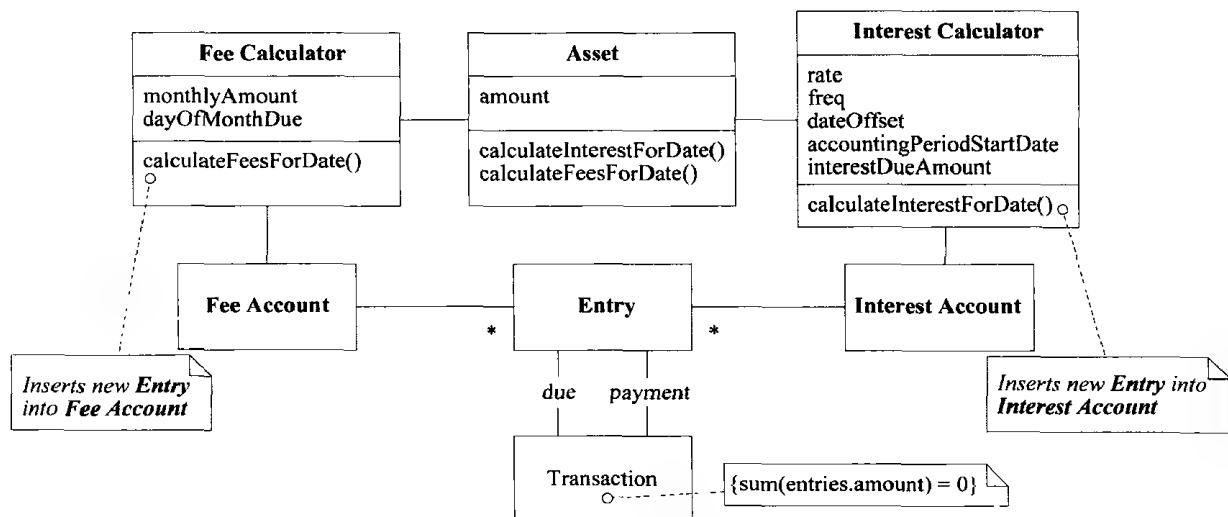 Fee Calculator
monthlyAmount
dayOfMonthDue
calculateFeesForDate()
Asset
amount
calculateInterestForDate()
calculateFeesForDate()
Interest Calculator
rate
freq
dateOffset
accountingPeriodStartDate
interestDueAmount
calculateInterestForDate()
Fee Account
*
Entry
*
Interest Account
Inserts new Entry
into Fee Account
due
payment
Inserts new Entry into
Interest Account
Transaction
{sum(entries.amount) = 0}